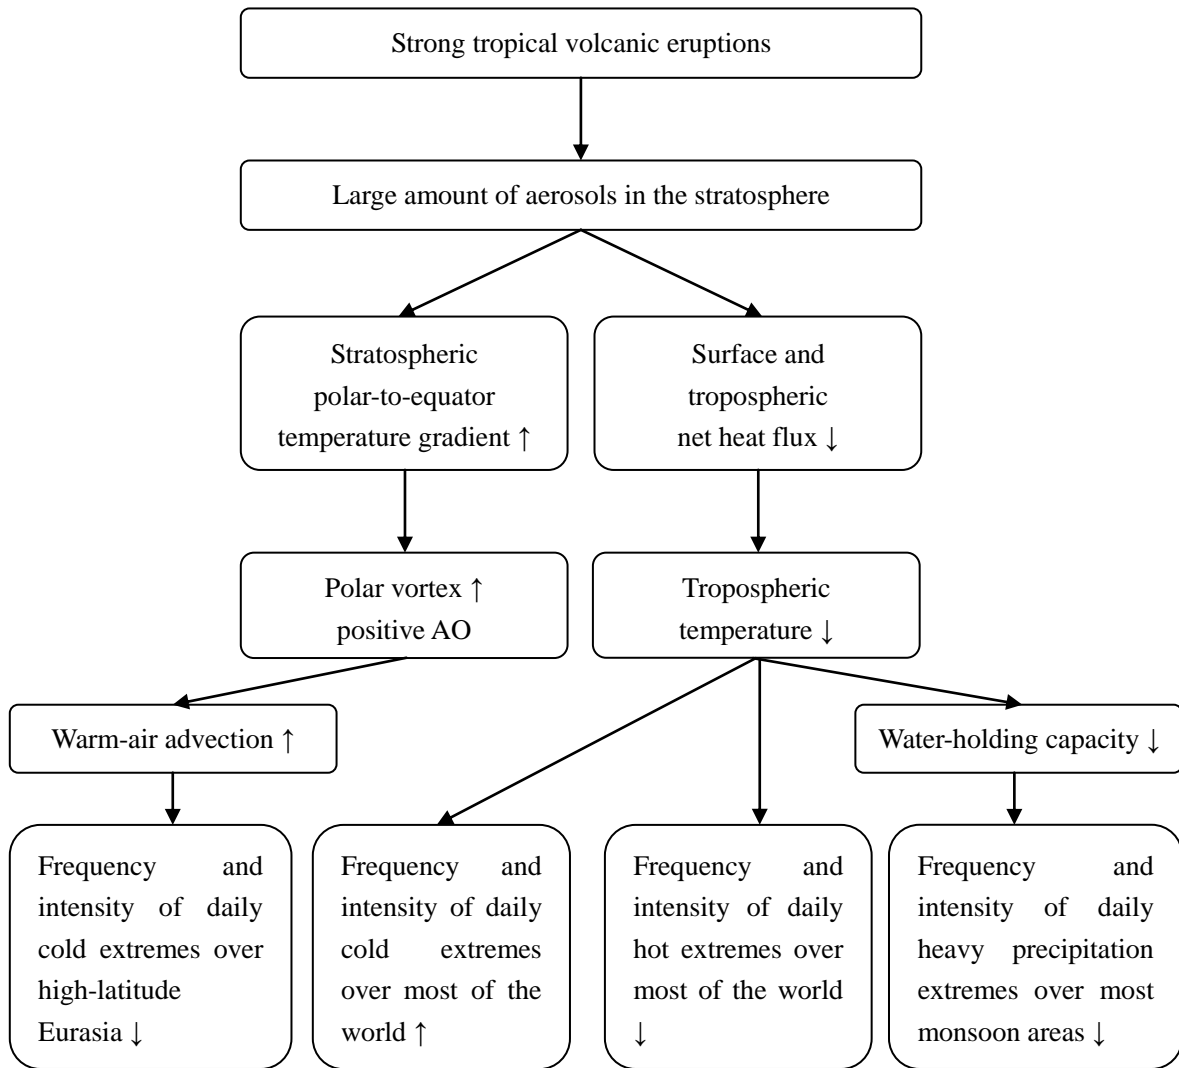 Strong tropical volcanic eruptions
Large amount of aerosols in the stratosphere
Stratospheric
polar-to-equator
temperature gradient ↑
Surface and
tropospheric
net heat flux ↓
Polar vortex ↑
positive AO
Tropospheric
temperature ↓
Warm-air advection ↑
Water-holding capacity ↓
Frequency and
intensity of daily
cold extremes over
high-latitude
Eurasia ↓
Frequency and
intensity of daily
cold extremes
over most of the
world ↑
Frequency and
intensity of daily
hot extremes over
most of the world
↓
Frequency and
intensity of daily
heavy precipitation
extremes over most
monsoon areas ↓